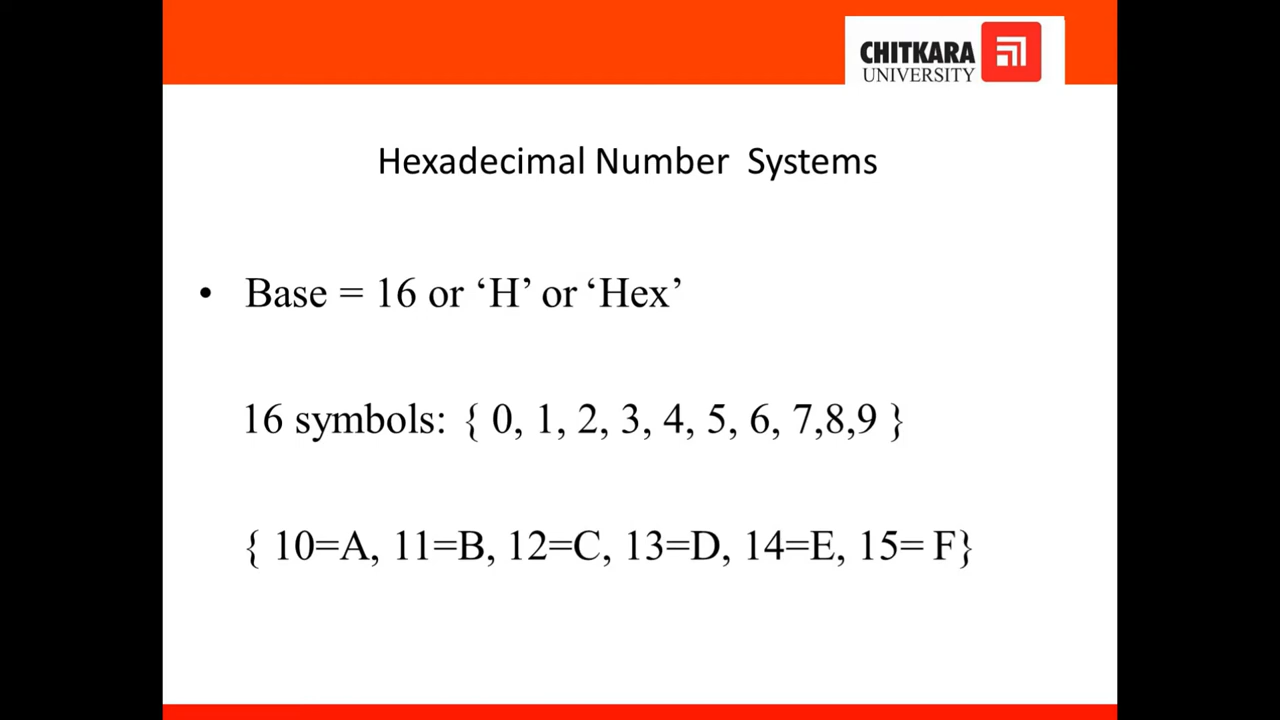 CHITKARA
UNIVERSITY
Hexadecimal Number Systems
• Base = 16 or ‘H’ or ‘Hex’
16 symbols: { 0, 1, 2, 3, 4, 5, 6, 7,8,9 }
{ 10=A, 11=B, 12=C, 13=D, 14=E, 15= F}